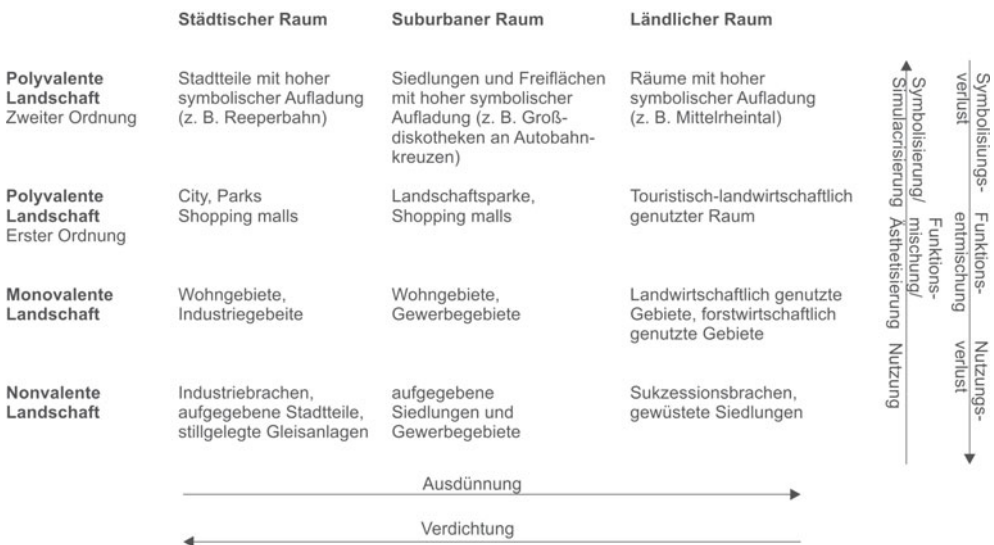 Städtischer Raum
Suburbaner Raum
Ländlicher Raum
Polyvalente
Landschaft
Zweiter Ordnung
Stadtteile mit hoher
symbolischer Aufladung
(z. B. Reeperbahn)
Siedlungen und Freiflächen
mit hoher symbolischer
Aufladung (z. B. Groß-
diskotheken an Autobahn-
kreuzen)
Räume mit hoher
symbolischer Aufladung
(z. B. Mittelrheintal)
Polyvalente
Landschaft
Erster Ordnung
City, Parks
Shopping malls
Landschaftsparke,
Shopping malls
Touristisch-landwirtschaftlich
genutzter Raum
Monovalente
Landschaft
Wohngebiete,
Industriegebeite
Wohngebiete,
Gewerbegebiete
Landwirtschaftlich genutzte
Gebiete, forstwirtschaftlich
genutzte Gebiete
Nonvalente
Landschaft
Industriebrachen,
aufgegebene Stadtteile,
stillgelegte Gleisanlagen
aufgegebene
Siedlungen und
Gewerbegebiete
Sukzessionsbrachen,
gewüstete Siedlungen
Symbolisierung/
Simulacrisierung
Funktions-
mischung/
Ästhetisierung
Nutzung
Symbolisiungs-
verlust
Funktions-
entmischung
Nutzungs-
verlust
Ausdünnung
Verdichtung